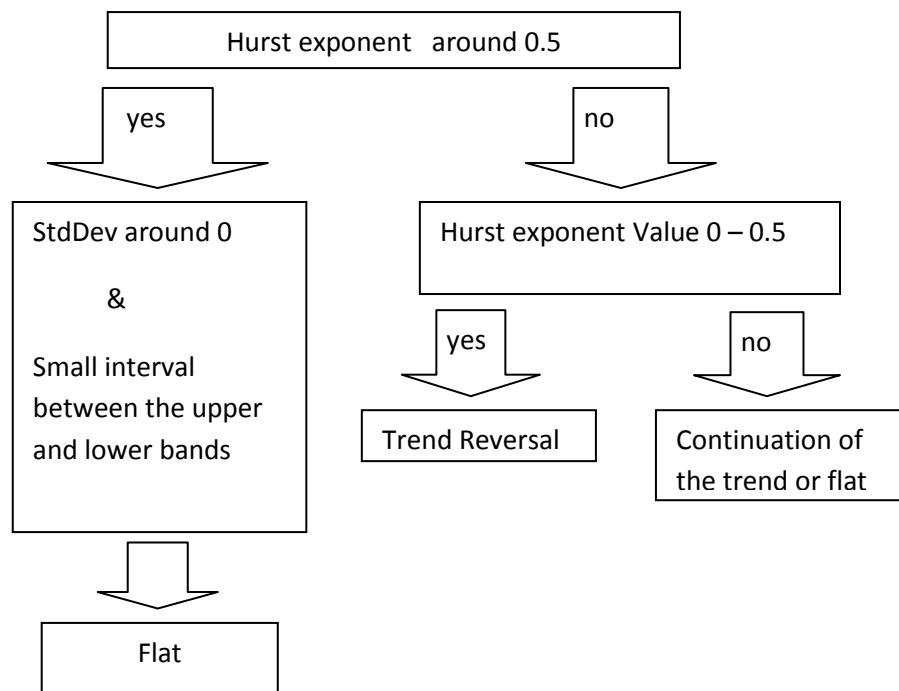 Hurst exponent around 0.5
yes
no
StdDev around 0
&
Small interval
between the upper
and lower bands
Hurst exponent Value 0 – 0.5
yes
no
Trend Reversal
Continuation of
the trend or flat
Flat